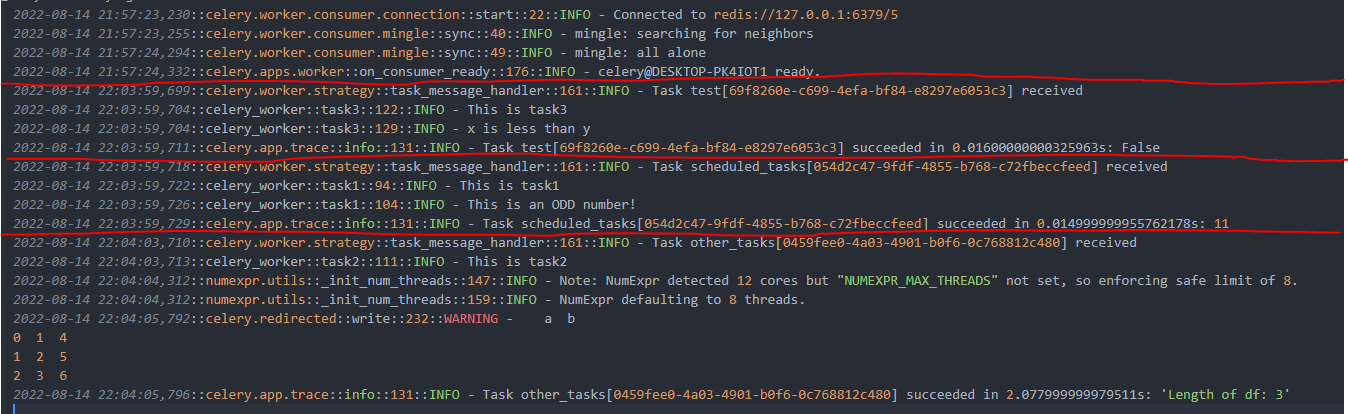 2022-08-14 21:57:23,230::celery.worker.consumer.connection::start::22::INFO - Connected to redis://127.0.0.1:6379/5
2022-08-14 21:57:23,255::celery.worker.consumer.mingle::sync::40::INFO - mingle: searching for neighbors
2022-08-14 21:57:24,294::celery.worker.consumer.mingle::sync::49::INFO - mingle: all alone
2022-08-14 21:57:24,332::celery.apps.worker::on_consumer_ready::176::INFO - celery@DESKTOP-PK4IOT1 ready.
2022-08-14 22:03:59,699::celery.worker.strategy::task_message_handler::161::INFO - Task test[69f8260e-c699-4efa-bf84-e8297e6053c3] received
2022-08-14 22:03:59,704::celery_worker::task3::122::INFO - This is task3
2022-08-14 22:03:59,704::celery_worker::task3::129::INFO - x is less than y
2022-08-14 22:03:59,711::celery.app.trace::info::131::INFO - Task test[69f8260e-c699-4efa-bf84-e8297e6053c3] succeeded in 0.01600000000325963s: False
2022-08-14 22:03:59,718::celery.worker.strategy::task_message_handler::161::INFO - Task scheduled_tasks[054d2c47-9fdf-4855-b768-c72fbeccfeed] received
2022-08-14 22:03:59,722::celery_worker::task1::94::INFO - This is task1
2022-08-14 22:03:59,726::celery_worker::task1::104::INFO - This is an ODD number!
2022-08-14 22:03:59,729::celery.app.trace::info::131::INFO - Task scheduled_tasks[054d2c47-9fdf-4855-b768-c72fbeccfeed] succeeded in 0.014999999955762178s: 11
2022-08-14 22:04:03,710::celery.worker.strategy::task_message_handler::161::INFO - Task other_tasks[0459fee0-4a03-4901-b0f6-0c768812c480] received
2022-08-14 22:04:03,713::celery_worker::task2::111::INFO - This is task2
2022-08-14 22:04:04,312::numexpr.utils::_init_num_threads::147::INFO - Note: NumExpr detected 12 cores but "NUMEXPR_MAX_THREADS" not set, so enforcing safe limit of 8.
2022-08-14 22:04:04,312::numexpr.utils::_init_num_threads::159::INFO - NumExpr defaulting to 8 threads.
2022-08-14 22:04:05,792::celery.redirected::write::232::WARNING -    a  b
0  1  4
1  2  5
2  3  6
2022-08-14 22:04:05,796::celery.app.trace::info::131::INFO - Task other_tasks[0459fee0-4a03-4901-b0f6-0c768812c480] succeeded in 2.077999999979511s: 'Length of df: 3'